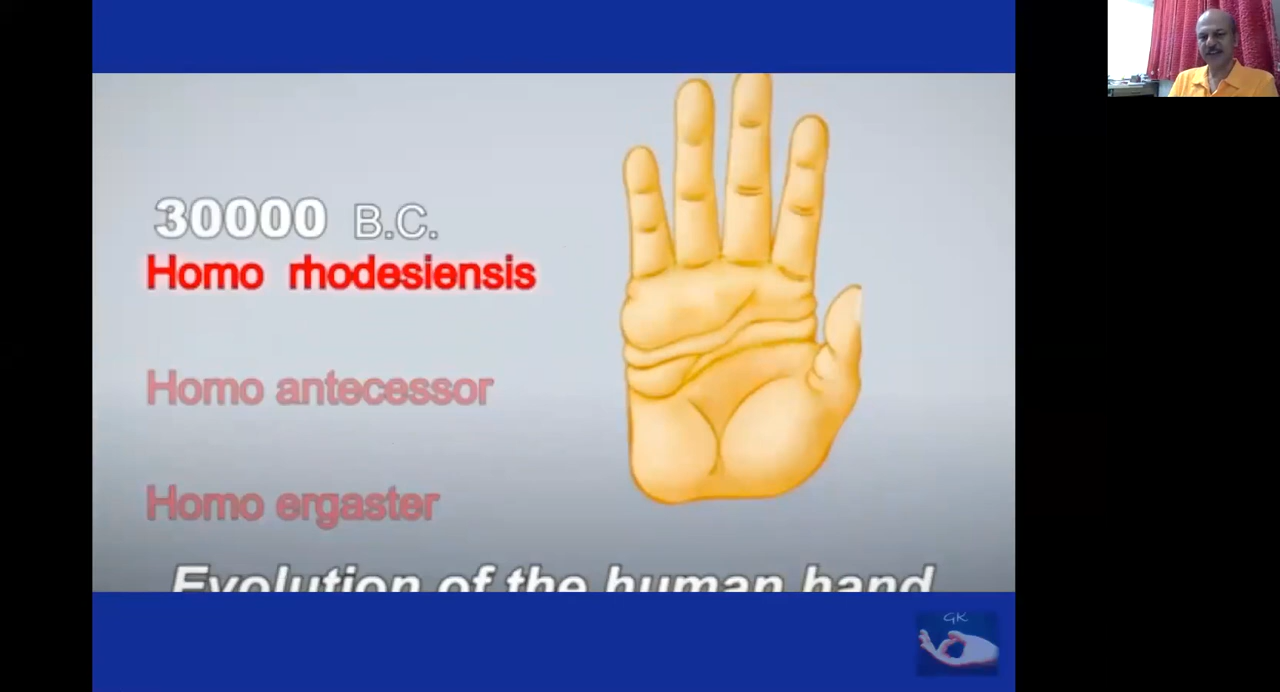 30000 B.C.
Homo rhodesiensis
Homo antecessor
Homo ergaster
Evolution of the human hand
GK